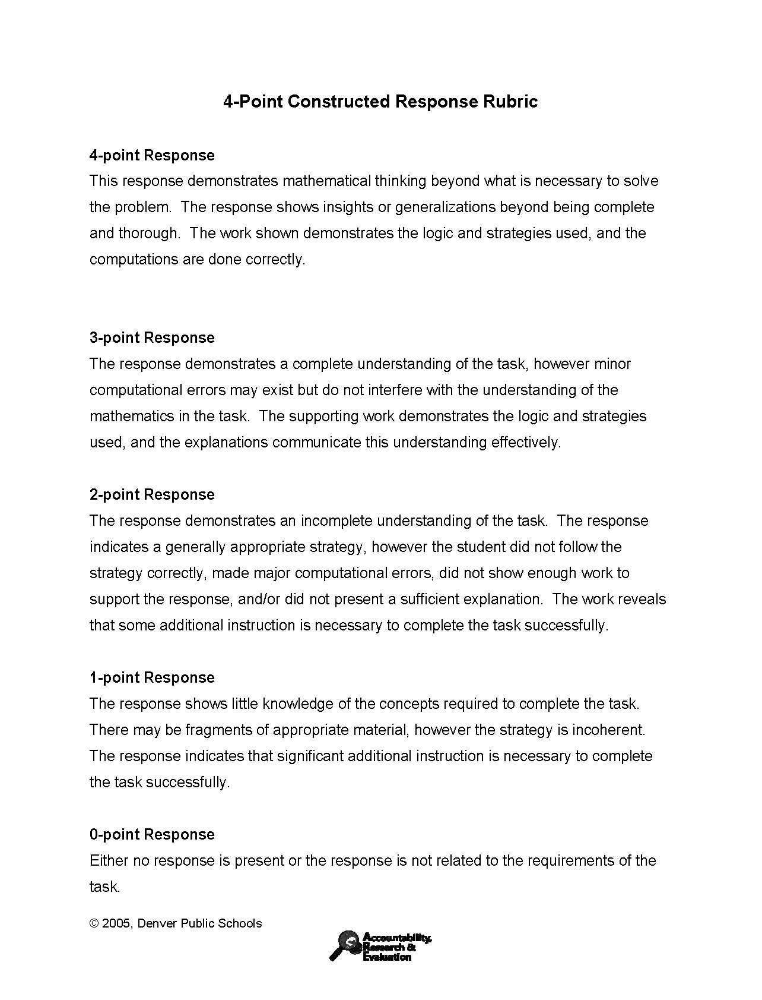 4-Point Constructed Response Rubric
4-point Response
This response demonstrates mathematical thinking beyond what is necessary to solve
the problem.  The response shows insights or generalizations beyond being complete
and thorough.  The work shown demonstrates the logic and strategies used, and the
computations are done correctly.
3-point Response
The response demonstrates a complete understanding of the task, however minor
computational errors may exist but do not interfere with the understanding of the
mathematics in the task.  The supporting work demonstrates the logic and strategies
used, and the explanations communicate this understanding effectively.
2-point Response
The response demonstrates an incomplete understanding of the task.  The response
indicates a generally appropriate strategy, however the student did not follow the
strategy correctly, made major computational errors, did not show enough work to
support the response, and/or did not present a sufficient explanation.  The work reveals
that some additional instruction is necessary to complete the task successfully.
1-point Response
The response shows little knowledge of the concepts required to complete the task.
There may be fragments of appropriate material, however the strategy is incoherent.
The response indicates that significant additional instruction is necessary to complete
the task successfully.
0-point Response
Either no response is present or the response is not related to the requirements of the
task.
© 2005, Denver Public Schools
Accountability,
Research &
Evaluation